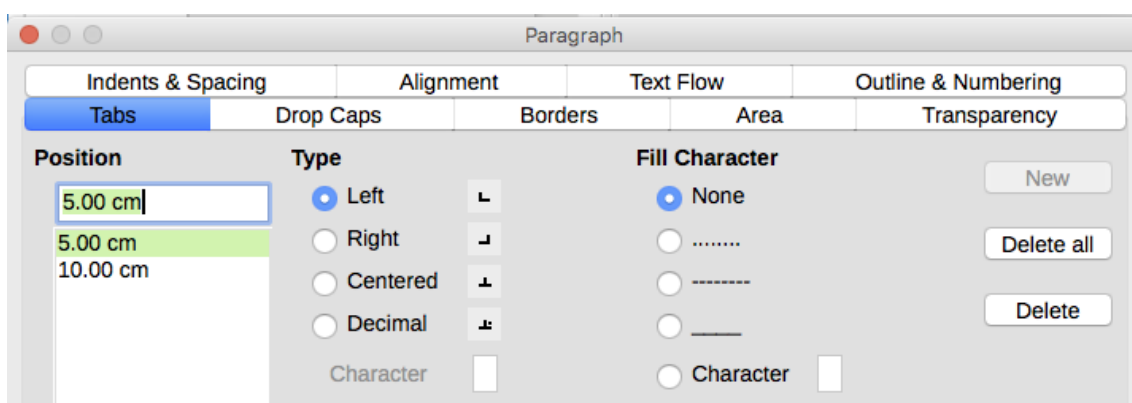 Paragraph
Indents & Spacing Alignment Text Flow Outline & Numbering
Tabs Drop Caps Borders Area Transparency
Position Type Fill Character
New
5.00 cm Left None
5.00 cm Right ........ Delete all
10.00 cm Centered --------
Decimal ____ Delete
Character Character